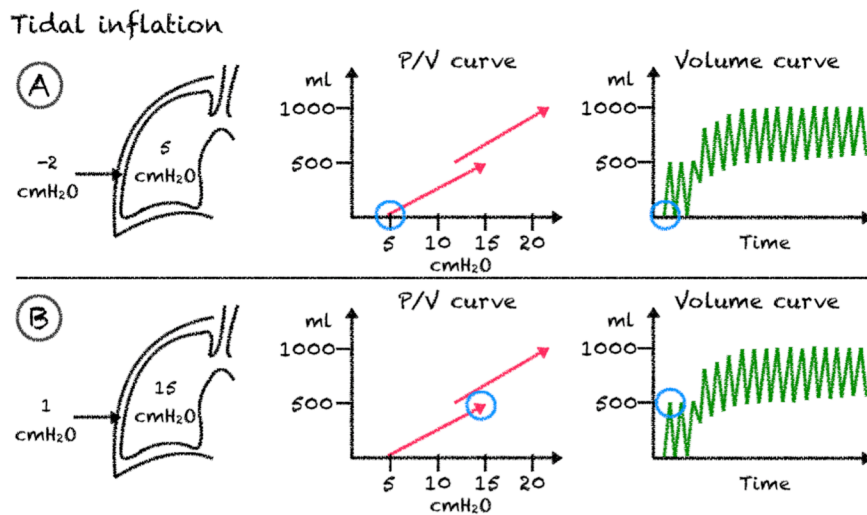 Tidal inflation
A
-2
cmH₂O
5
cmH₂O
P/V curve
ml
1000
500
5 10 15 20
cmH₂O
Volume curve
ml
1000
500
Time
B
1
cmH₂O
15
cmH₂O
P/V curve
ml
1000
500
5 10 15 20
cmH₂O
Volume curve
ml
1000
500
Time